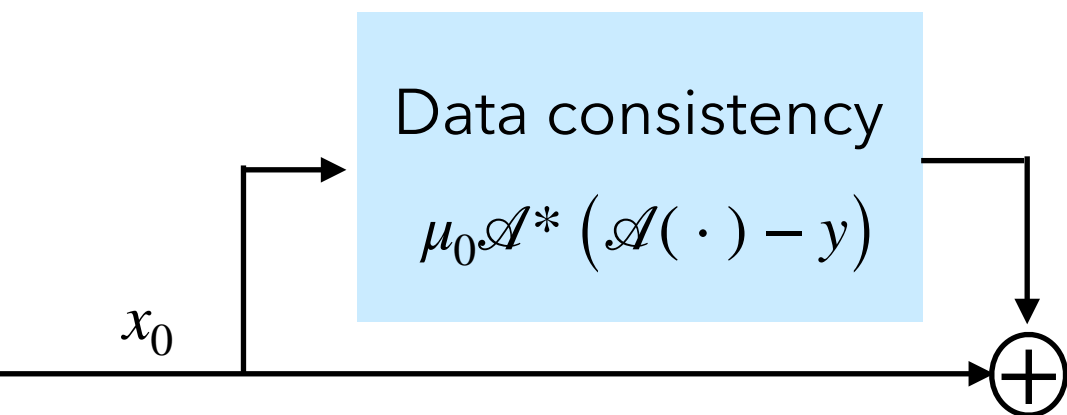 Data consistency
μ₀𝒜* (𝒜( · ) − y)
x₀